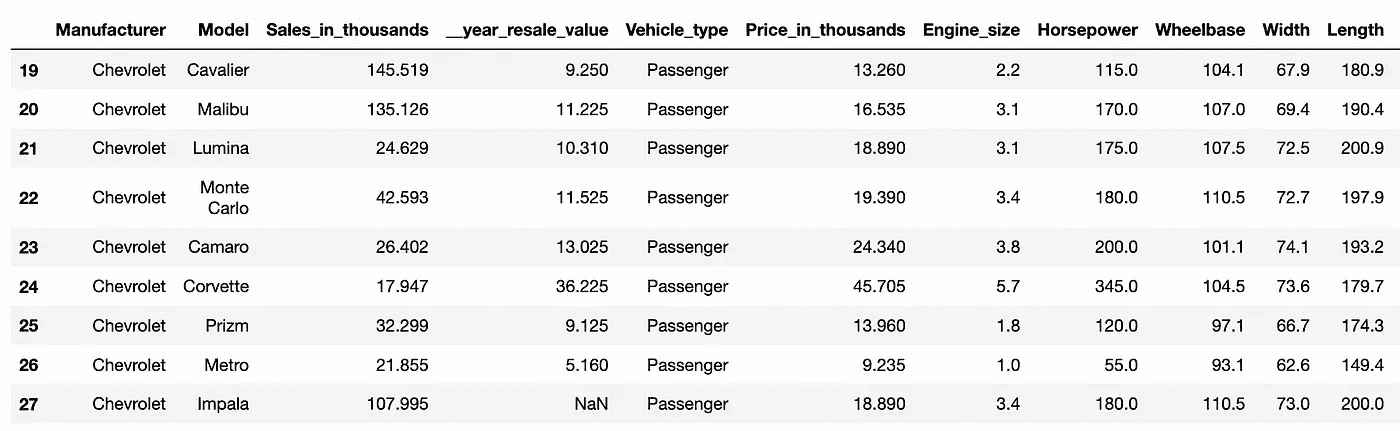 Manufacturer Model Sales_in_thousands __year_resale_value Vehicle_type Price_in_thousands Engine_size Horsepower Wheelbase Width Length
19 Chevrolet Cavalier 145.519 9.250 Passenger 13.260 2.2 115.0 104.1 67.9 180.9
20 Chevrolet Malibu 135.126 11.225 Passenger 16.535 3.1 170.0 107.0 69.4 190.4
21 Chevrolet Lumina 24.629 10.310 Passenger 18.890 3.1 175.0 107.5 72.5 200.9
22 Chevrolet Monte Carlo 42.593 11.525 Passenger 19.390 3.4 180.0 110.5 72.7 197.9
23 Chevrolet Camaro 26.402 13.025 Passenger 24.340 3.8 200.0 101.1 74.1 193.2
24 Chevrolet Corvette 17.947 36.225 Passenger 45.705 5.7 345.0 104.5 73.6 179.7
25 Chevrolet Prizm 32.299 9.125 Passenger 13.960 1.8 120.0 97.1 66.7 174.3
26 Chevrolet Metro 21.855 5.160 Passenger 9.235 1.0 55.0 93.1 62.6 149.4
27 Chevrolet Impala 107.995 NaN Passenger 18.890 3.4 180.0 110.5 73.0 200.0